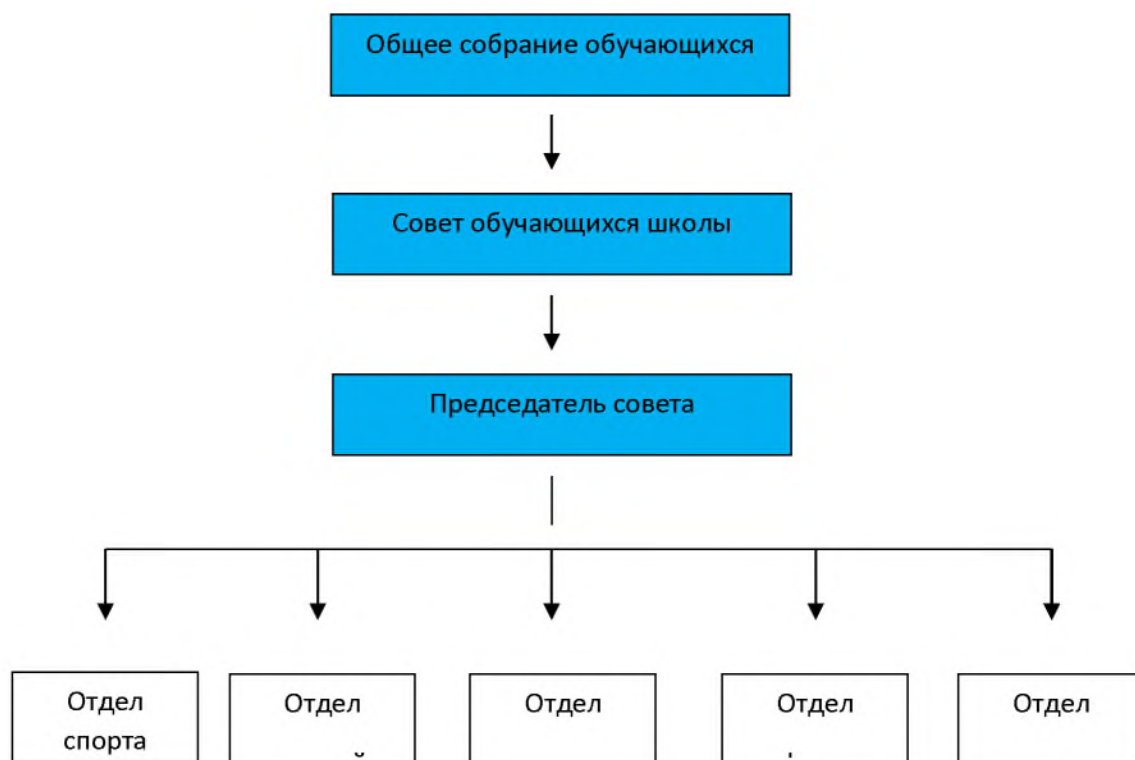 Общее собрание обучающихся
Совет обучающихся школы
Председатель совета
Отдел
спорта
Отдел
Отдел
Отдел
Отдел